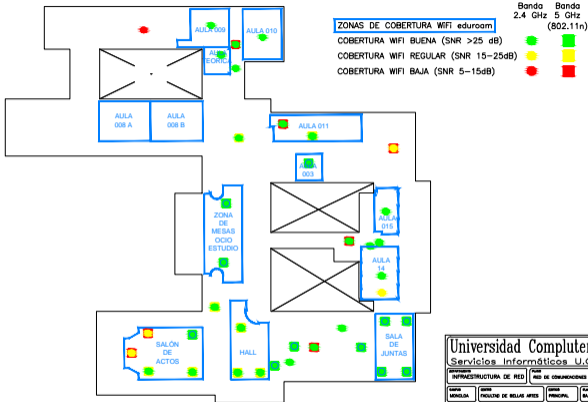 Banda Banda
2.4 GHz 5 GHz
(802.11n)
ZONAS DE COBERTURA WIFI eduroam
COBERTURA WIFI BUENA (SNR >25 dB)
COBERTURA WIFI REGULAR (SNR 15-25dB)
COBERTURA WIFI BAJA (SNR 5-15dB)
AULA 009
AULA 010
AULA
TEORICA
AULA
008 A
AULA
008 B
AULA 011
AULA
003
ZONA
DE
MESAS
OCIO
ESTUDIO
AULA
015
AULA
14
SALÓN
DE
ACTOS
HALL
SALA
DE
JUNTAS
Universidad Complute
Servicios Informáticos U.C
INFRAESTRUCTURA DE RED
RED DE COMUNICACIONES
MONCLOA
FACULTAD DE BELLAS ARTES
PRINCIPAL